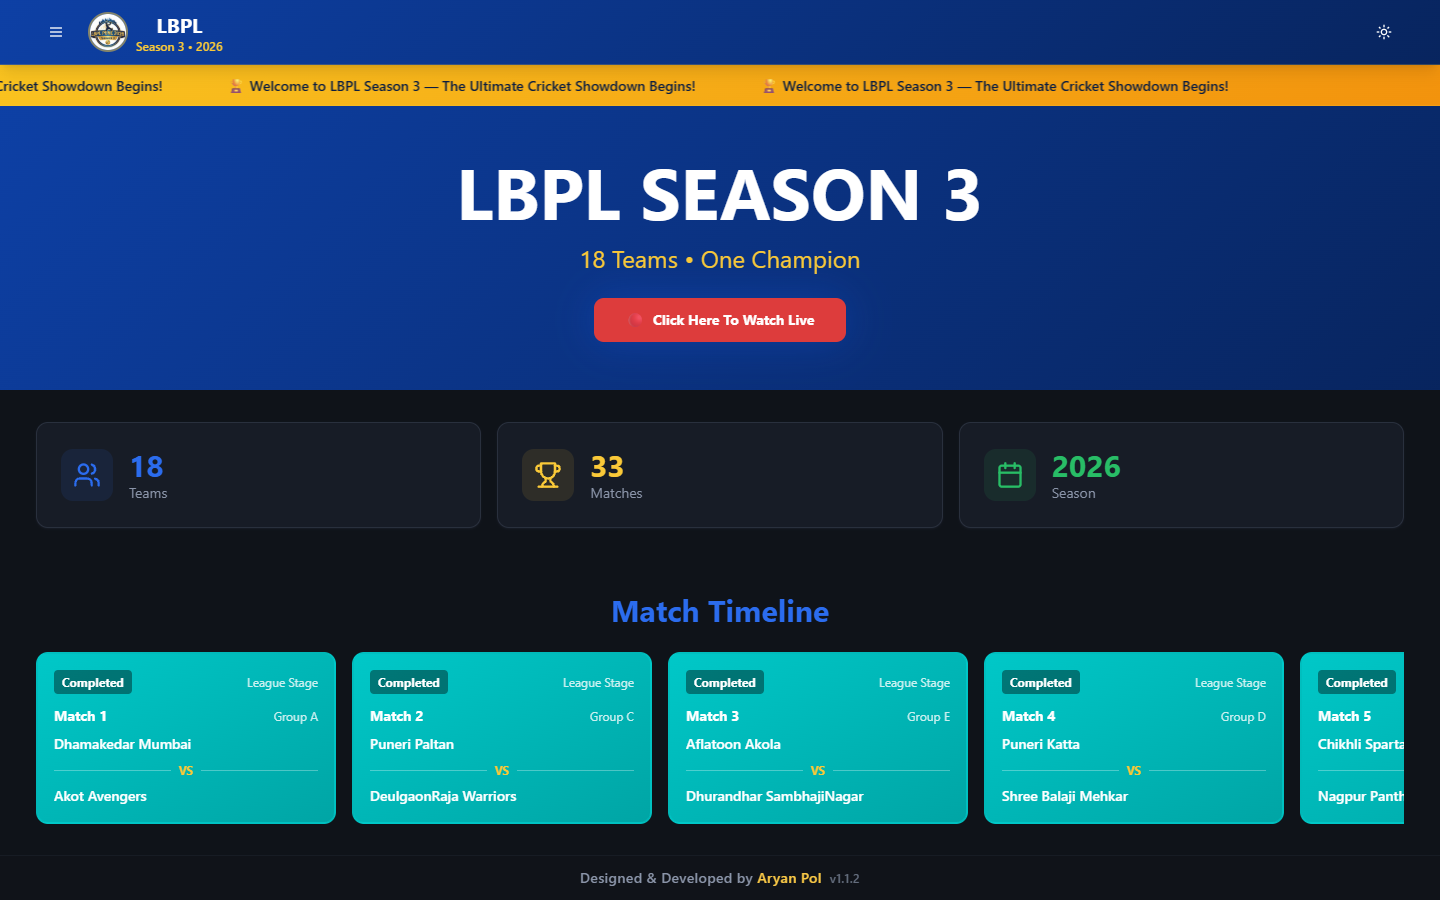 LBPL
Season 3 • 2026
Cricket Showdown Begins!
Welcome to LBPL Season 3 — The Ultimate Cricket Showdown Begins!
Welcome to LBPL Season 3 — The Ultimate Cricket Showdown Begins!
LBPL SEASON 3
18 Teams • One Champion
Click Here To Watch Live
18
Teams
33
Matches
2026
Season
Match Timeline
Completed League Stage
Match 1 Group A
Dhamakedar Mumbai
VS
Akot Avengers
Completed League Stage
Match 2 Group C
Puneri Paltan
VS
DeulgaonRaja Warriors
Completed League Stage
Match 3 Group E
Aflatoon Akola
VS
Dhurandhar SambhajiNagar
Completed League Stage
Match 4 Group D
Puneri Katta
VS
Shree Balaji Mehkar
Completed
Match 5
Chikhli Sparta
Nagpur Panth
Designed & Developed by Aryan Pol v1.1.2